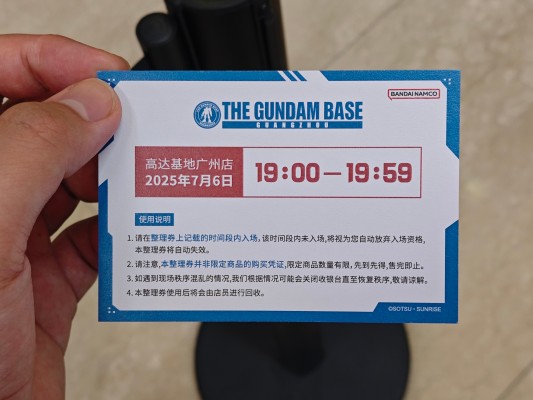 THE GUNDAM BASE
GUANGZHOU
BANDAI NAMCO
高达基地广州店
2025年7月6日
19:00—19:59
使用说明
1. 请在整理券上记载的时间段内入场,该时间段内未入场,将视为您自动放弃入场资格,
本整理券将自动失效。
2. 请注意,本整理券并非限定商品的购买凭证,限定商品数量有限,先到先得,售完即止。
3. 如遇到现场秩序混乱的情况,我们根据情况可能会关闭收银台直至恢复秩序,敬请谅解。
4. 本整理券使用后将会由店员进行回收。
©SOTSU・SUNRISE